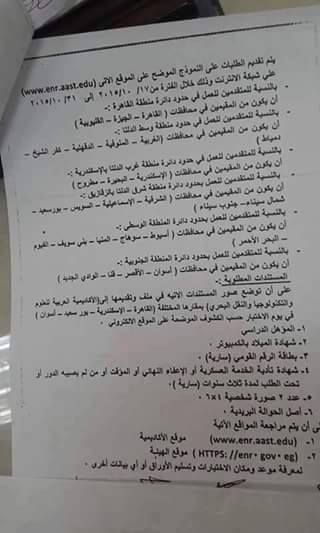 يتم تقديم الطلبات على النموذج الموضح على الموقع الاتى (www.enr.aast.edu)
علي شبكة الانترنت وذلك خلال الفترة من ٢٠١٥/١٠/١٧ إلى ٢٠١٥/١٠/٣١
- بالنسبة للمتقدمين للعمل في حدود دائرة منطقة القاهرة :-
أن يكون من المقيمين في محافظات ( القاهرة – الجيزة – القليوبية )
- بالنسبة للمتقدمين للعمل في حدود منطقة وسط الدلتا :-
أن يكون من المقيمين في محافظات (الغربية – المنوفية – الدقهلية – كفر الشيخ –
دمياط )
- بالنسبة للمتقدمين للعمل في حدود دائرة منطقة غرب الدلتا بالإسكندرية :-
أن يكون من المقيمين في محافظات ( الإسكندرية – البحيرة – مطروح )
- بالنسبة للمتقدمين للعمل بحدود دائرة منطقة شرق الدلتا بالزقازيق :-
أن يكون من المقيمين في محافظات ( الشرقية – الإسماعيلية – السويس – بورسعيد –
شمال سيناء – جنوب سيناء )
- بالنسبة للمتقدمين للعمل بحدود دائرة المنطقة الوسطي :-
أن يكون من المقيمين في محافظات ( أسيوط – سوهاج – المنيا – بني سويف – الفيوم
– البحر الأحمر )
- بالنسبة للمتقدمين للعمل بحدود دائرة المنطقة الجنوبية :-
أن يكون من المقيمين في محافظات ( أسوان – الأقصر – قنا – الوادي الجديد )
المستندات المطلوبة :-
على أن توضع صور المستندات الاتيه في ملف وتقديمها إلى(الأكاديمية العربية للعلوم
والتكنولوجيا والنقل البحري) بمقارها المختلفة (القاهرة – الإسكندرية – بور سعيد – أسوان )
في يوم الاختبار حسب الكشوف الموضحة على الموقع الالكتروني .
١- المؤهل الدراسي
٢- شهادة الميلاد بالكمبيوتر .
٣- بطاقة الرقم القومي (سارية) .
٤- شهادة تأدية الخدمة العسكرية أو الإعفاء النهائي أو المؤقت أو من لم يصيبه الدور أو
تحت الطلب لمدة ثلاث سنوات ( سارية ) .
٥- عدد ٢ صورة شخصية ٤×٦ .
٦- أصل الحوالة البريدية .
أن يتم مراجعة المواقع الآتية
١- (www.enr.aast.edu) موقع الأكاديمية
٢- ( HTTPS: //enr٠ gov٠ eg) موقع الهيئة
لمعرفة موعد ومكان الاختبارات وتسليم الأوراق أو أي بيانات أخرى .